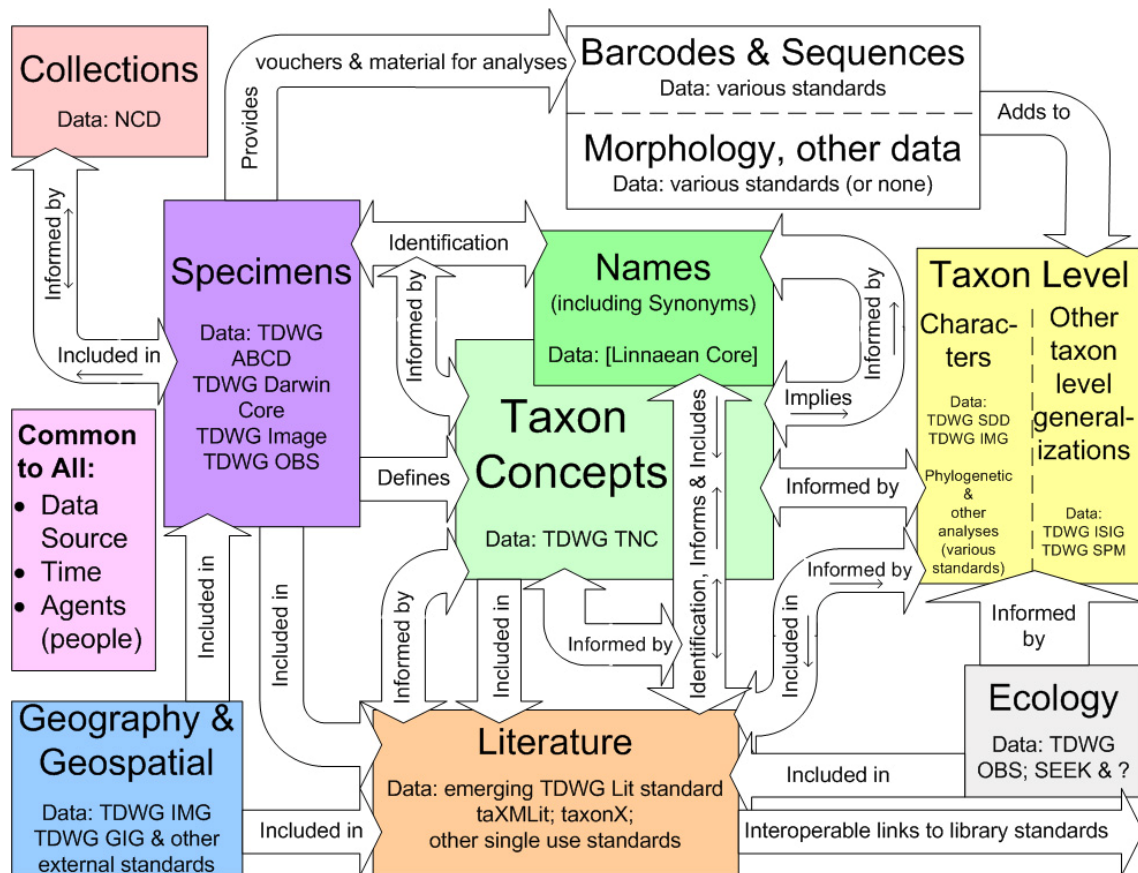 Collections
Data: NCD
vouchers & material for analyses
Provides
Barcodes & Sequences
Data: various standards
Morphology, other data
Data: various standards (or none)
Adds to
Informed by
Included in
Specimens
Data: TDWG
ABCD
TDWG Darwin
Core
TDWG Image
TDWG OBS
Identification
Informed by
Defines
Names
(including Synonyms)
Data: [Linnaean Core]
Taxon
Concepts
Data: TDWG TNC
Implies
Informed by
Informed by
Taxon Level
Charac-
ters
Data:
TDWG SDD
TDWG IMG
Phylogenetic
&
other
analyses
(various
standards)
Other
taxon
level
general-
izations
Data:
TDWG ISIG
TDWG SPM
Common
to All:
• Data
Source
• Time
• Agents
(people)
Included in
Included in
Informed by
Included in
Informed by
Identification, Informs & Includes
Included in
Informed by
Informed
by
Geography &
Geospatial
Data: TDWG IMG
TDWG GIG & other
external standards
Included in
Literature
Data: emerging TDWG Lit standard
taXMLit; taxonX;
other single use standards
Included in
Ecology
Data: TDWG
OBS; SEEK & ?
Interoperable links to library standards